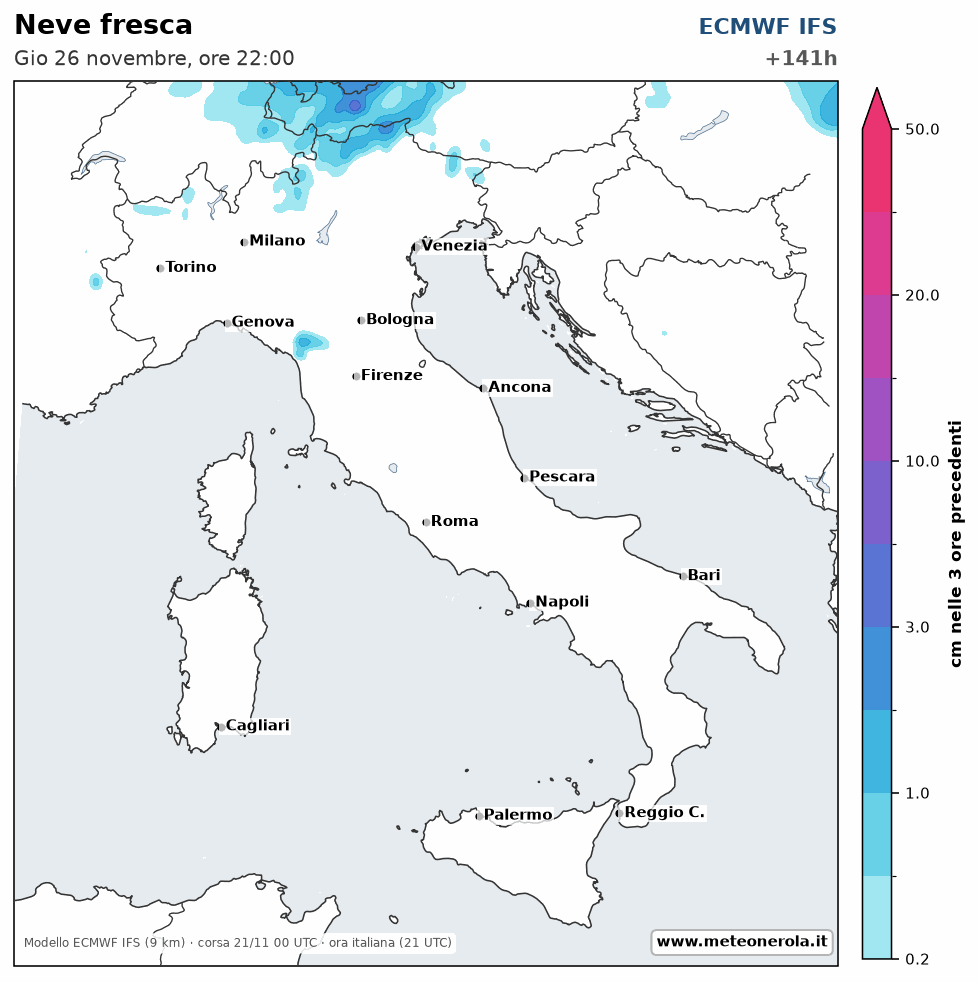 Neve fresca
ECMWF IFS
Gio 26 novembre, ore 22:00
+141h
50.0
20.0
10.0
3.0
1.0
0.2
cm nelle 3 ore precedenti
Milano
Venezia
Torino
Genova
Bologna
Firenze
Ancona
Pescara
Roma
Bari
Napoli
Cagliari
Palermo
Reggio C.
Modello ECMWF IFS (9 km) · corsa 21/11 00 UTC · ora italiana (21 UTC)
www.meteonerola.it